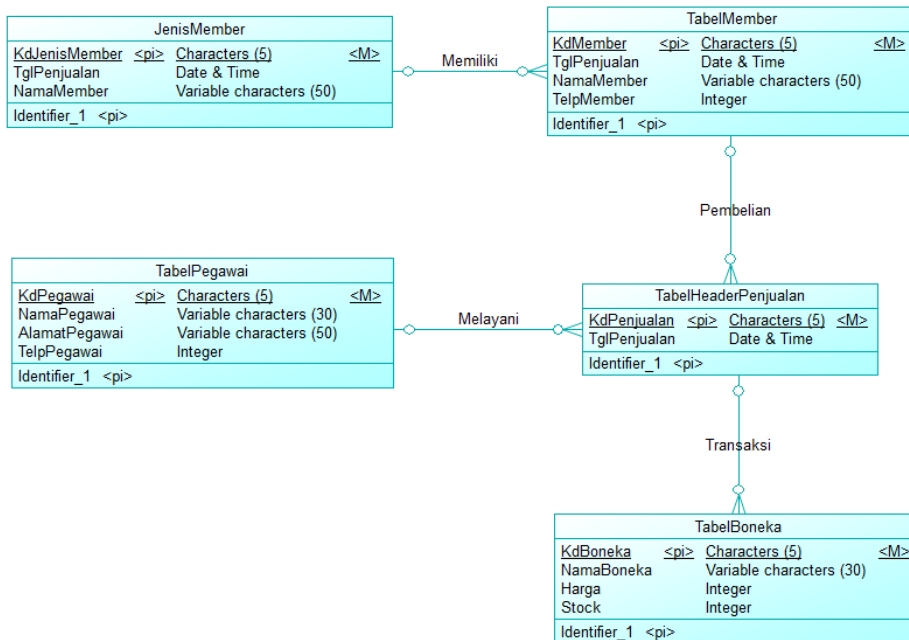 JenisMember
KdJenisMember <pi> Characters (5) <M>
TglPenjualan Date & Time
NamaMember Variable characters (50)
Identifier_1 <pi>
Memiliki
TabelMember
KdMember <pi> Characters (5) <M>
TglPenjualan Date & Time
NamaMember Variable characters (50)
TelpMember Integer
Identifier_1 <pi>
Pembelian
TabelPegawai
KdPegawai <pi> Characters (5) <M>
NamaPegawai Variable characters (30)
AlamatPegawai Variable characters (50)
TelpPegawai Integer
Identifier_1 <pi>
Melayani
TabelHeaderPenjualan
KdPenjualan <pi> Characters (5) <M>
TglPenjualan Date & Time
Identifier_1 <pi>
Transaksi
TabelBoneka
KdBoneka <pi> Characters (5) <M>
NamaBoneka Variable characters (30)
Harga Integer
Stock Integer
Identifier_1 <pi>